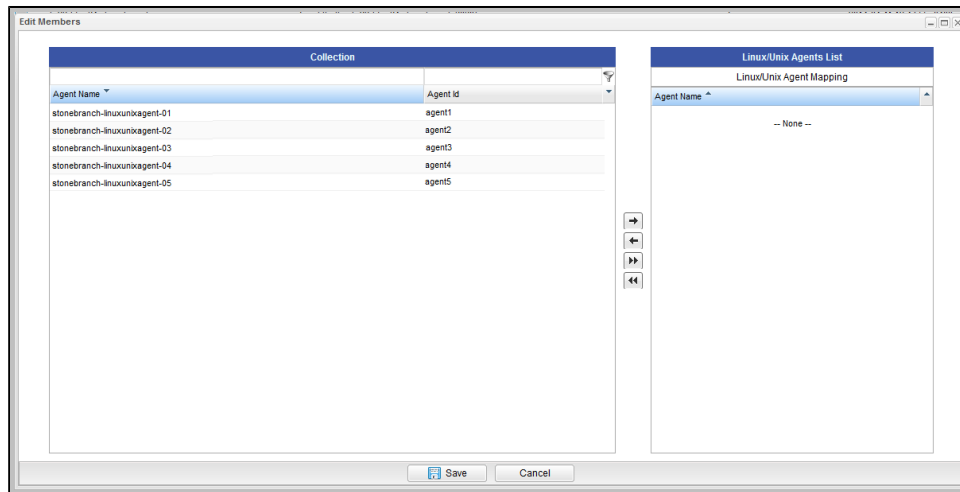 Edit Members
Collection
Linux/Unix Agents List
Linux/Unix Agent Mapping
Agent Name Agent Id
Agent Name
stonebranch-linuxunixagent-01 agent1
stonebranch-linuxunixagent-02 agent2
stonebranch-linuxunixagent-03 agent3
stonebranch-linuxunixagent-04 agent4
stonebranch-linuxunixagent-05 agent5
-- None --
Save Cancel